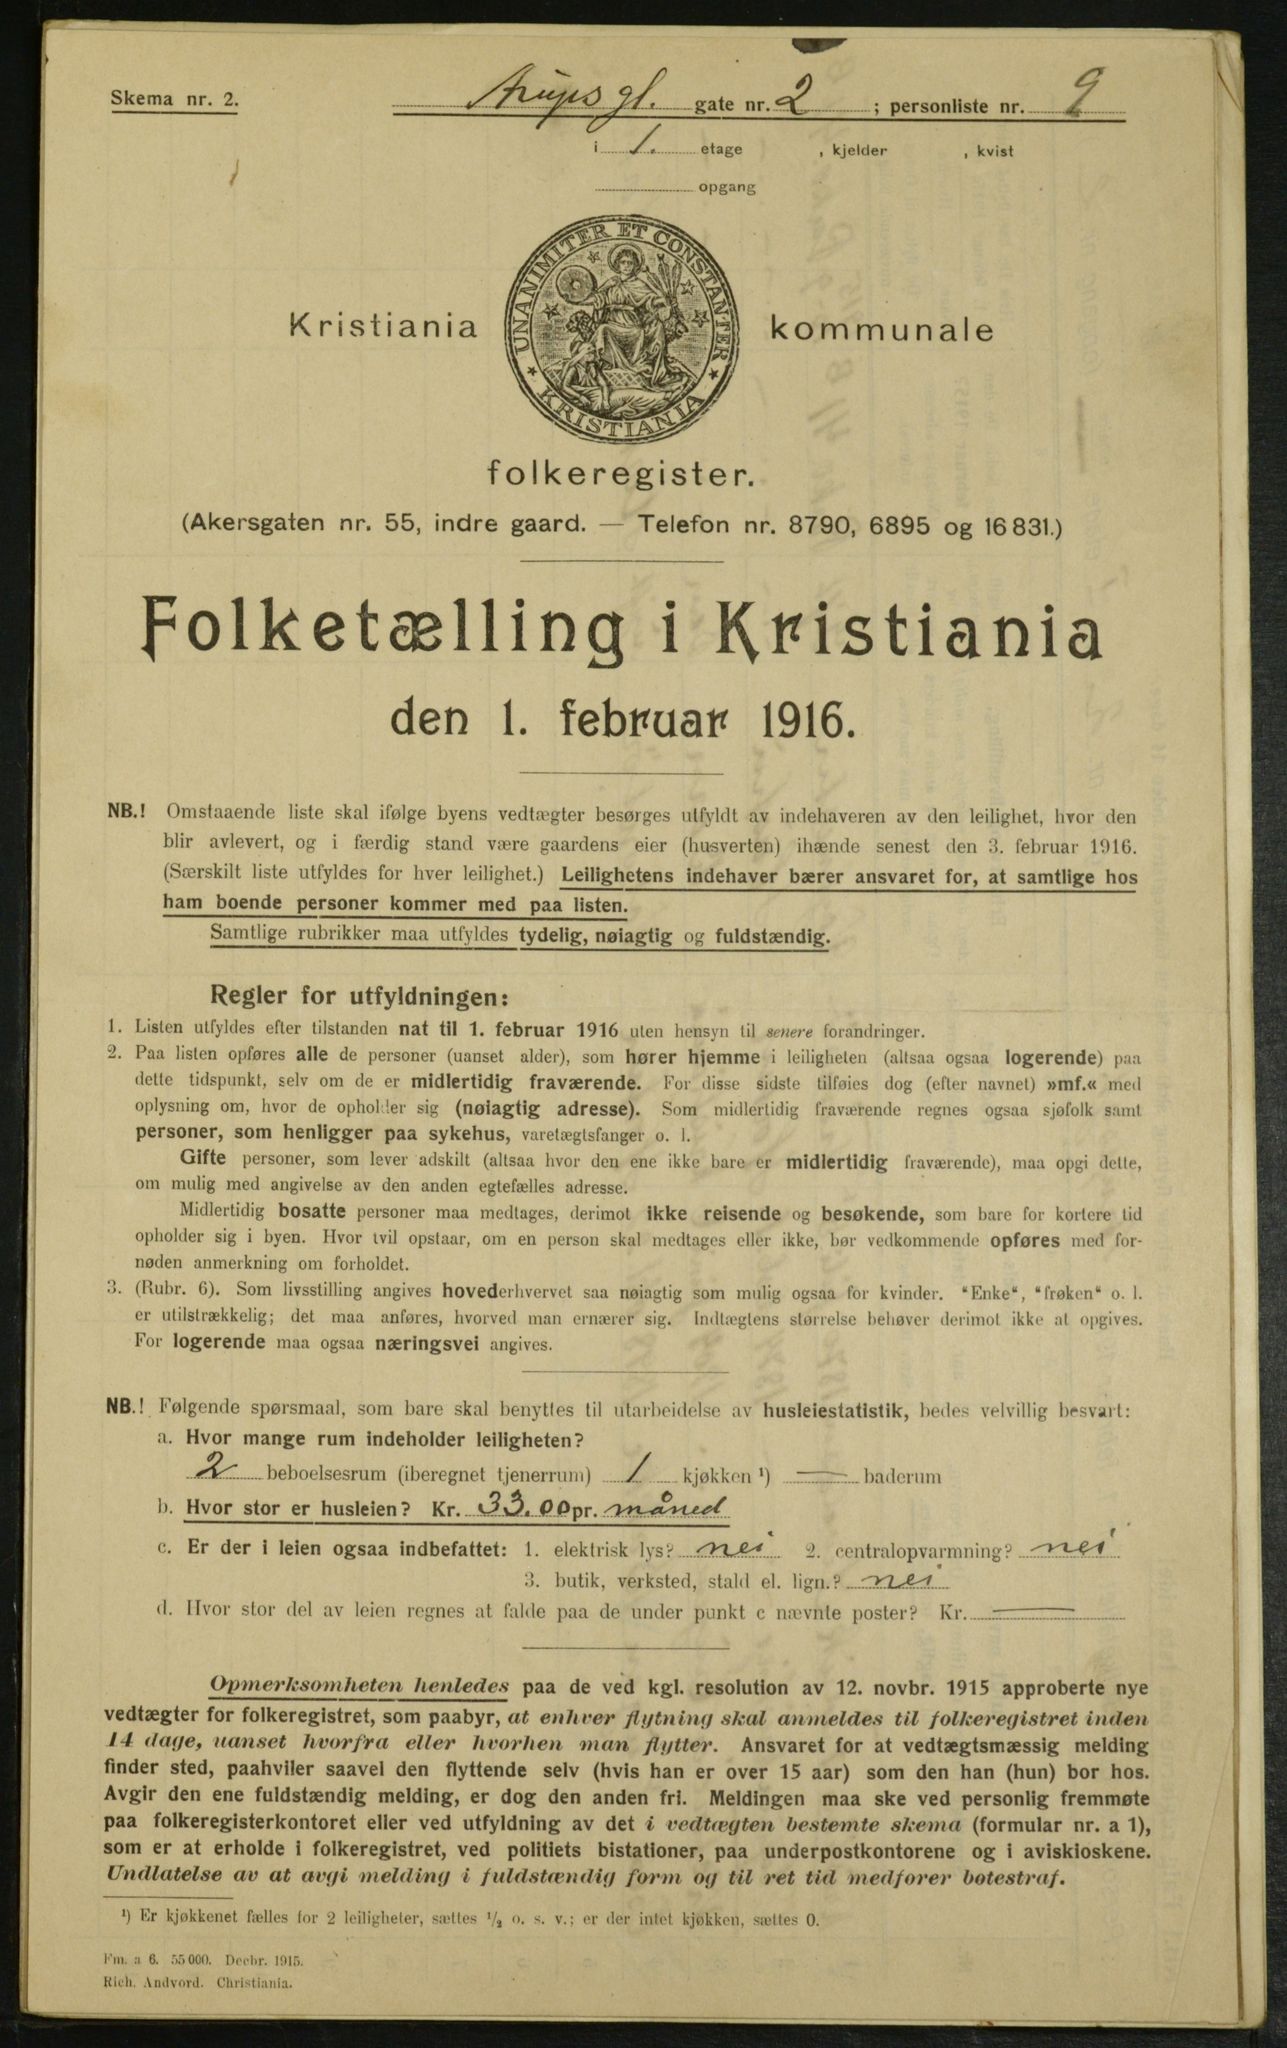 Skema nr. 2. Arups gt. gate nr. 2 ; personliste nr. 9
i 1. etage , kjelder , kvist
opgang
UNANIMITER ET CONSTANTER
KRISTIANIA
Kristiania kommunale
folkeregister.
(Akersgaten nr. 55, indre gaard. — Telefon nr. 8790, 6895 og 16 831.)
Folketælling i Kristiania
den 1. februar 1916.
NB.! Omstaaende liste skal ifølge byens vedtægter besørges utfyldt av indehaveren av den leilighet, hvor den
blir avlevert, og i færdig stand være gaardens eier (husverten) ihænde senest den 3. februar 1916.
(Særskilt liste utfyldes for hver leilighet.) Leilighetens indehaver bærer ansvaret for, at samtlige hos
ham boende personer kommer med paa listen.
Samtlige rubrikker maa utfyldes tydelig, nøiagtig og fuldstændig.
Regler for utfyldningen:
1. Listen utfyldes efter tilstanden nat til 1. februar 1916 uten hensyn til senere forandringer.
2. Paa listen opføres alle de personer (uanset alder), som hører hjemme i leiligheten (altsaa ogsaa logerende) paa
dette tidspunkt, selv om de er midlertidig fraværende. For disse sidste tilføies dog (efter navnet) »mf.« med
oplysning om, hvor de opholder sig (nøiagtig adresse). Som midlertidig fraværende regnes ogsaa sjøfolk samt
personer, som henligger paa sykehus, varetægtsfanger o. l.
Gifte personer, som lever adskilt (altsaa hvor den ene ikke bare er midlertidig fraværende), maa opgi dette,
om mulig med angivelse av den anden egtefælles adresse.
Midlertidig bosatte personer maa medtages, derimot ikke reisende og besøkende, som bare for kortere tid
opholder sig i byen. Hvor tvil opstaar, om en person skal medtages eller ikke, bør vedkommende opføres med for-
nøden anmerkning om forholdet.
3. (Rubr. 6). Som livsstilling angives hovederhvervet saa nøiagtig som mulig ogsaa for kvinder. "Enke", "frøken" o. l.
er utilstrækkelig; det maa anføres, hvorved man ernærer sig. Indtægtens størrelse behøver derimot ikke at opgives.
For logerende maa ogsaa næringsvei angives.
NB.! Følgende spørsmaal, som bare skal benyttes til utarbeidelse av husleiestatistik, bedes velvillig besvart:
a. Hvor mange rum indeholder leiligheten?
2 beboelsesrum (iberegnet tjenerrum) 1 kjøkken ¹) — baderum
b. Hvor stor er husleien? Kr. 33.00 pr. måned
c. Er der i leien ogsaa indbefattet: 1. elektrisk lys? nei 2. centralopvarmning? nei
3. butik, verksted, stald el. lign.? nei
d. Hvor stor del av leien regnes at falde paa de under punkt c nævnte poster? Kr. —
Opmerksomheten henledes paa de ved kgl. resolution av 12. novbr. 1915 approberte nye
vedtægter for folkeregistret, som paabyr, at enhver flytning skal anmeldes til folkeregistret inden
14 dage, uanset hvorfra eller hvorhen man flytter. Ansvaret for at vedtægtsmæssig melding
finder sted, paahviler saavel den flyttende selv (hvis han er over 15 aar) som den han (hun) bor hos.
Avgir den ene fuldstændig melding, er dog den anden fri. Meldingen maa ske ved personlig fremmøte
paa folkeregisterkontoret eller ved utfyldning av det i vedtægten bestemte skema (formular nr. a 1),
som er at erholde i folkeregistret, ved politiets bistationer, paa underpostkontorene og i aviskioskene.
Undlatelse av at avgi melding i fuldstændig form og til ret tid medfører bøtestraf.
¹) Er kjøkkenet fælles for 2 leiligheter, sættes ½ o. s. v.; er der intet kjøkken, sættes 0.
Fm. a 6. 55 000. Decbr. 1915.
Rich. Andvord. Christiania.